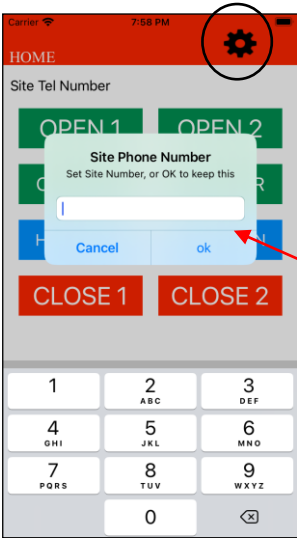 Carrier 7:58 PM
HOME
Site Tel Number
OPEN 1 OPEN 2
Site Phone Number
Set Site Number, or OK to keep this
Cancel ok
CLOSE 1 CLOSE 2
1 2 3
ABC DEF
4 5 6
GHI JKL MNO
7 8 9
PQRS TUV WXYZ
0